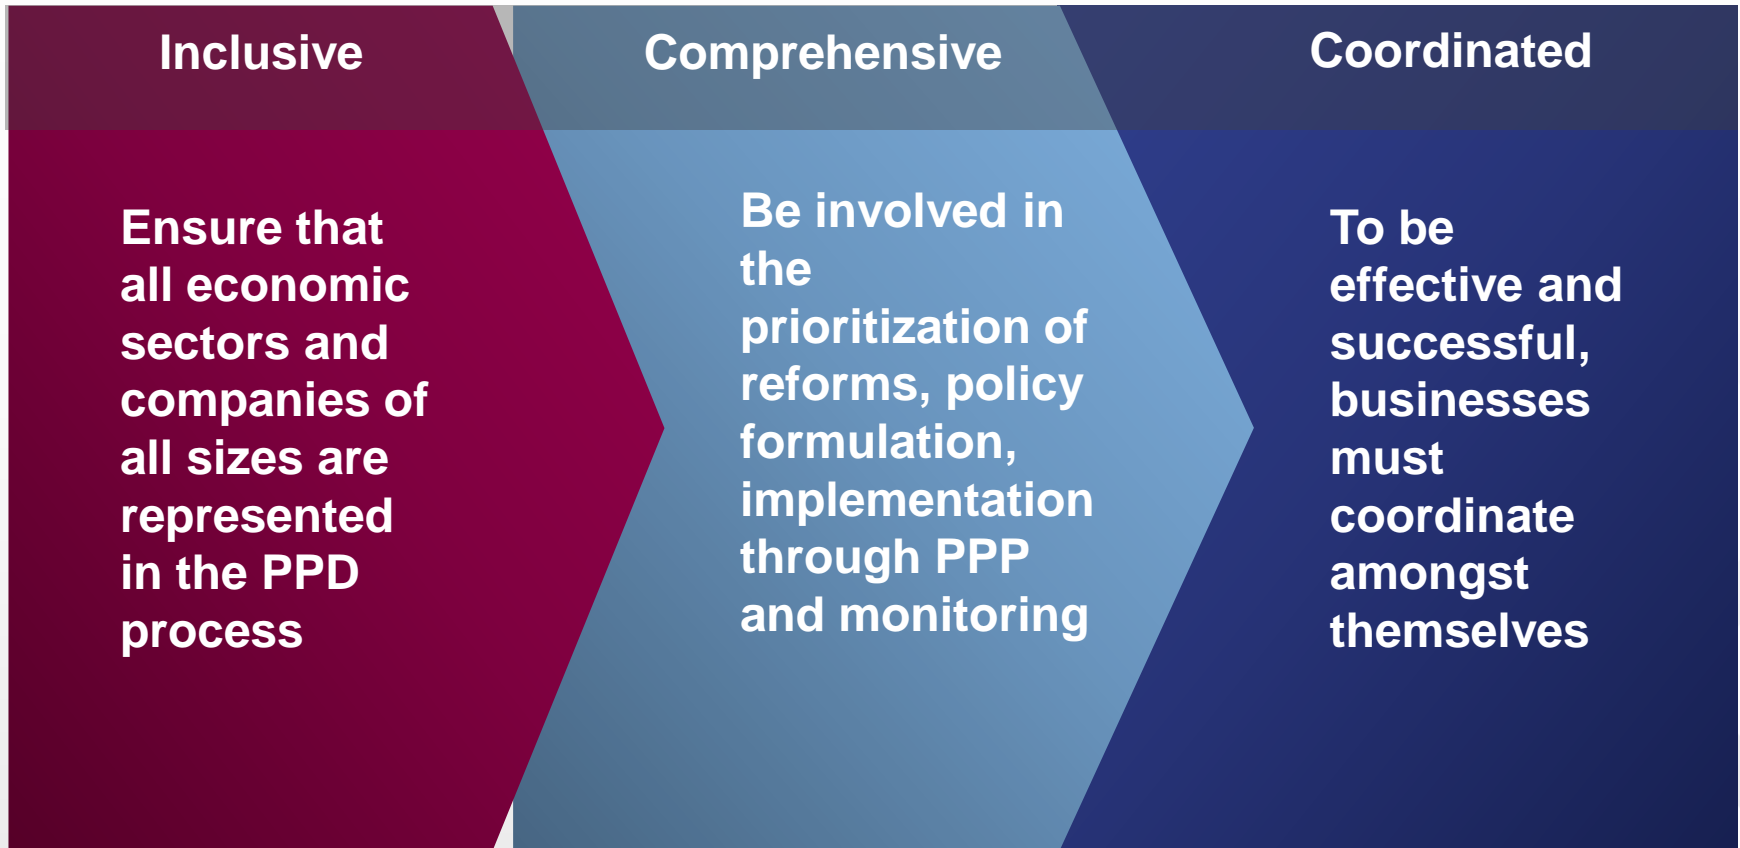 Inclusive
Ensure that
all economic
sectors and
companies of
all sizes are
represented
in the PPD
process
Comprehensive
Be involved in
the
prioritization of
reforms, policy
formulation,
implementation
through PPP
and monitoring
Coordinated
To be
effective and
successful,
businesses
must
coordinate
amongst
themselves